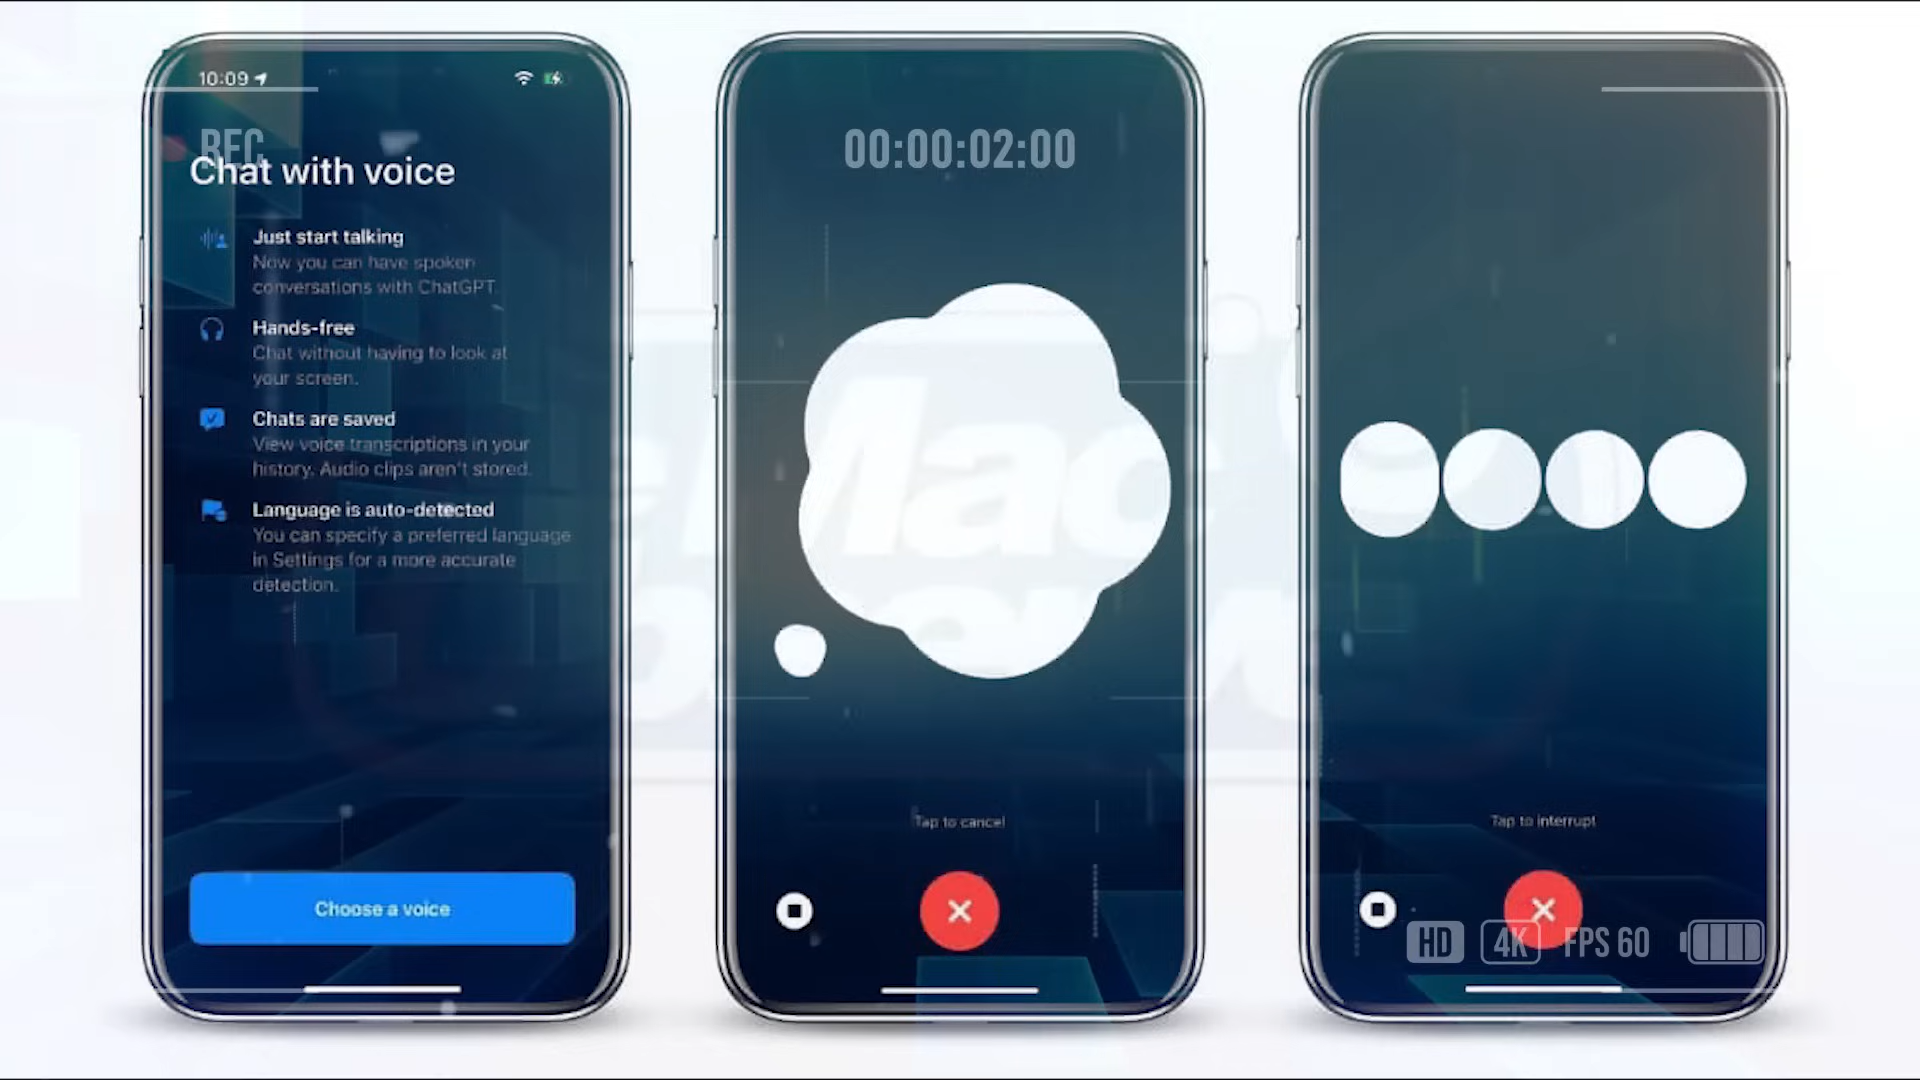 10:09
REC
Chat with voice
Just start talking
Now you can have spoken
conversations with ChatGPT.
Hands-free
Chat without having to look at
your screen.
Chats are saved
View voice transcriptions in your
history. Audio clips aren't stored.
Language is auto-detected
You can specify a preferred language
in Settings for a more accurate
detection.
Choose a voice
00:00:02:00
Mac
Tap to cancel
Tap to interrupt
HD 4K FPS 60